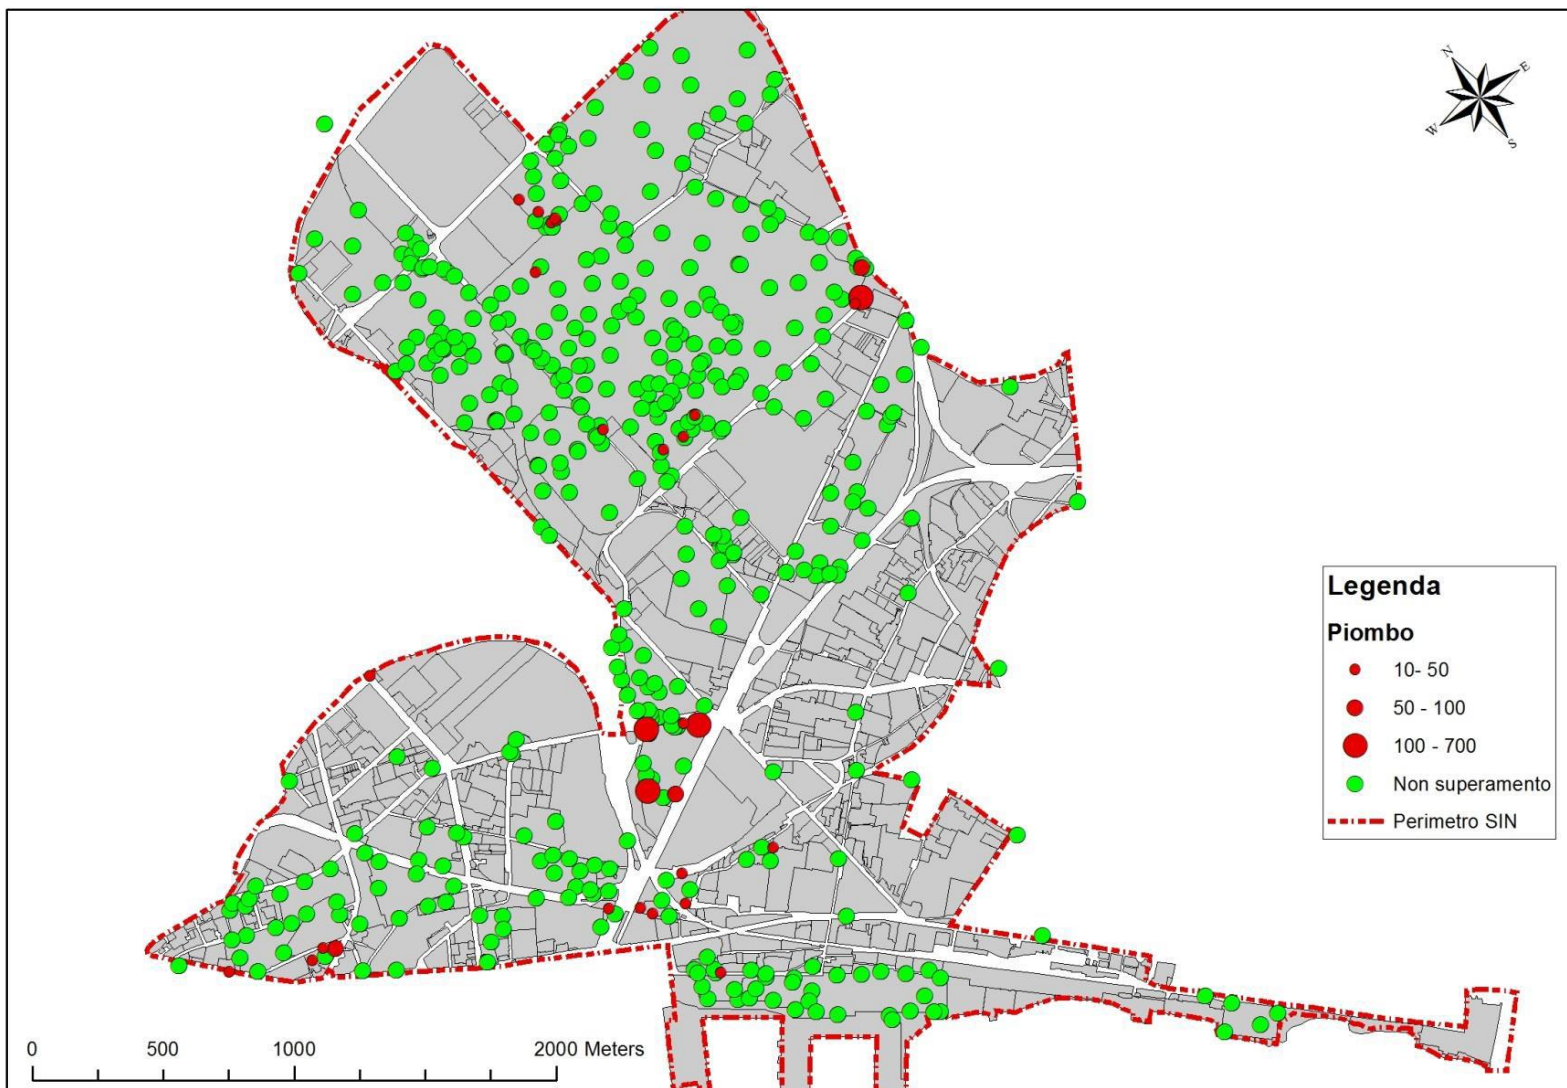 N
E
W
S
Legenda
Piombo
10- 50
50 - 100
100 - 700
Non superamento
Perimetro SIN
0 500 1000 2000 Meters